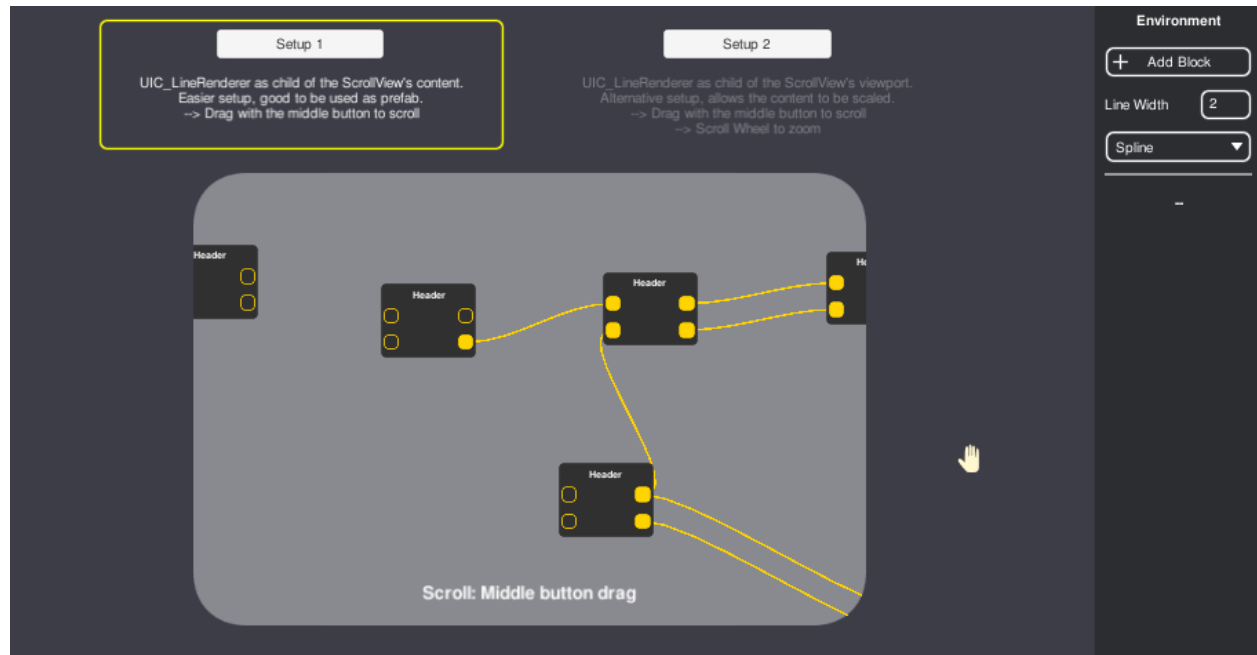 Setup 1
UIC_LineRenderer as child of the ScrollView's content.
Easier setup, good to be used as prefab.
--> Drag with the middle button to scroll
Setup 2
UIC_LineRenderer as child of the ScrollView's viewport.
Alternative setup, allows the content to be scaled.
--> Drag with the middle button to scroll
--> Scroll Wheel to zoom
Environment
+ Add Block
Line Width 2
Spline
--
Header
Header
Header
He
Header
Scroll: Middle button drag